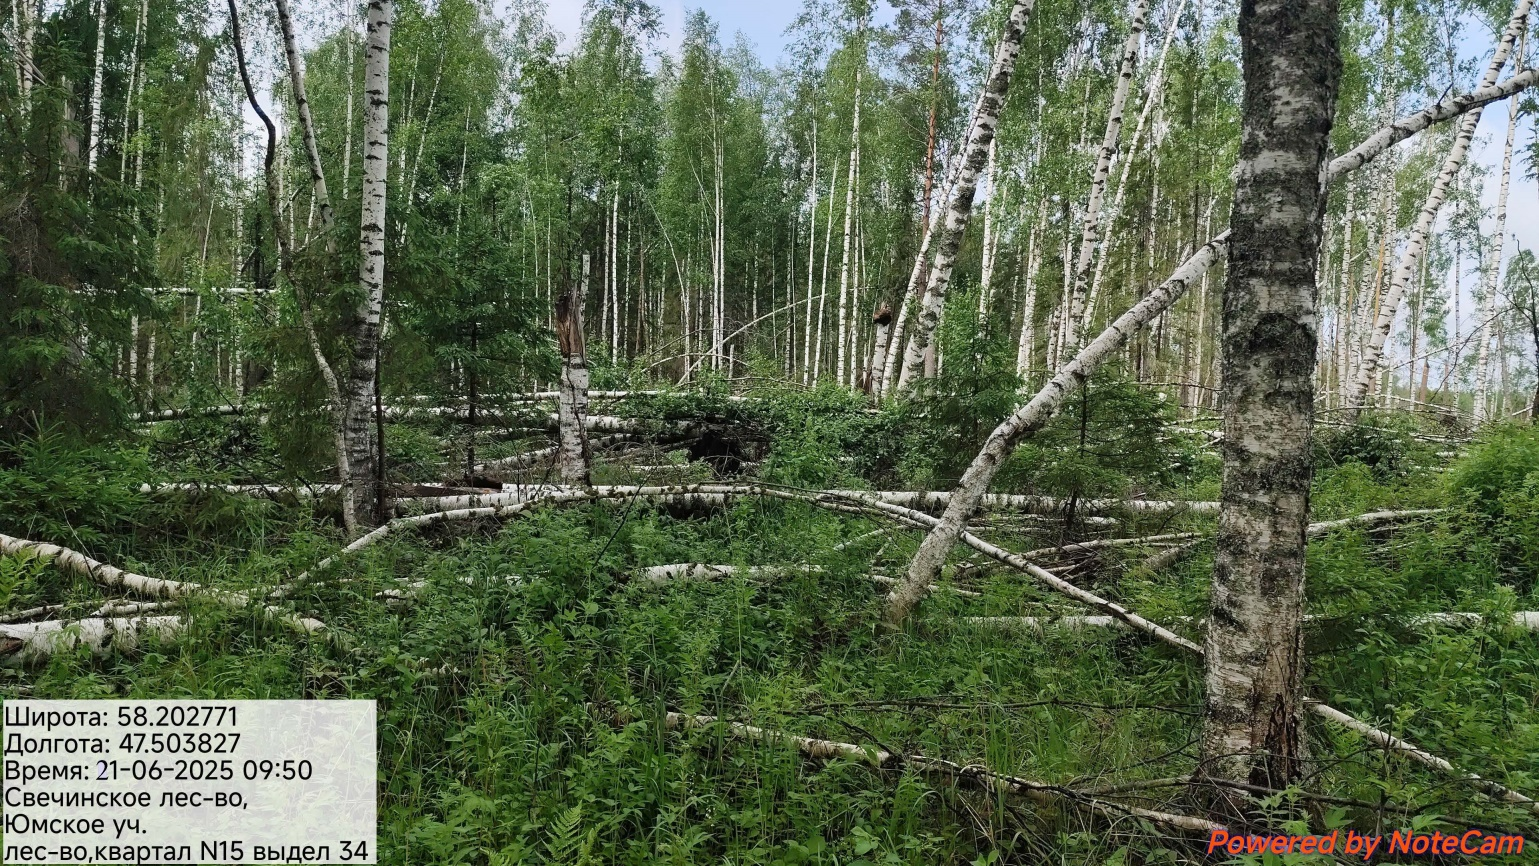 Широта: 58.202771
Долгота: 47.503827
Время: 21-06-2025 09:50
Свечинское лес-во,
Юмское уч.
лес-во,квартал N15 выдел 34
Powered by NoteCam